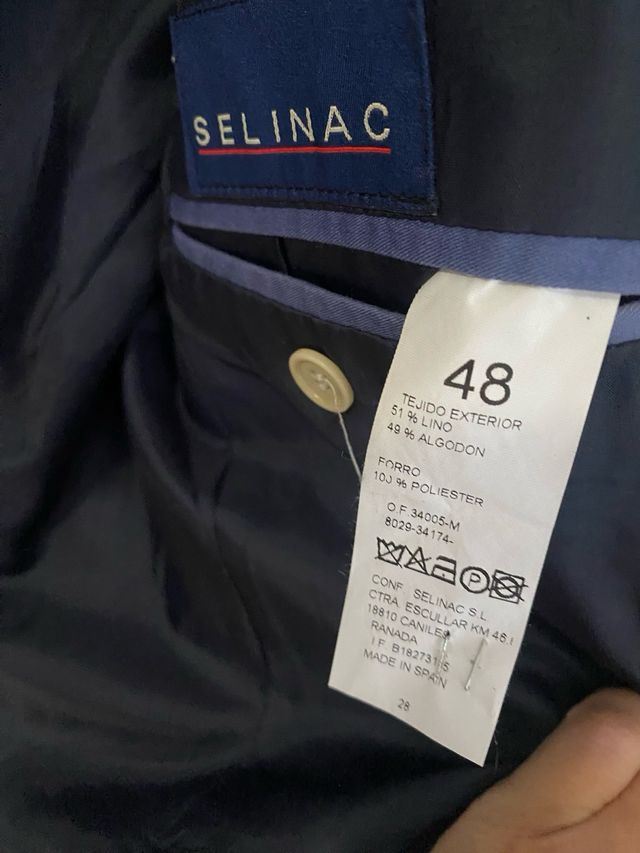 SELINAC
48
TEJIDO EXTERIOR
51 % LINO
49 % ALGODON
FORRO
100 % POLIESTER
O.F.34005-M
8029-34174-
P
CONF. SELINAC S.L
CTRA. ESCULLAR KM 46.
18810 CANILES
RANADA
MADE IN SPAIN
28